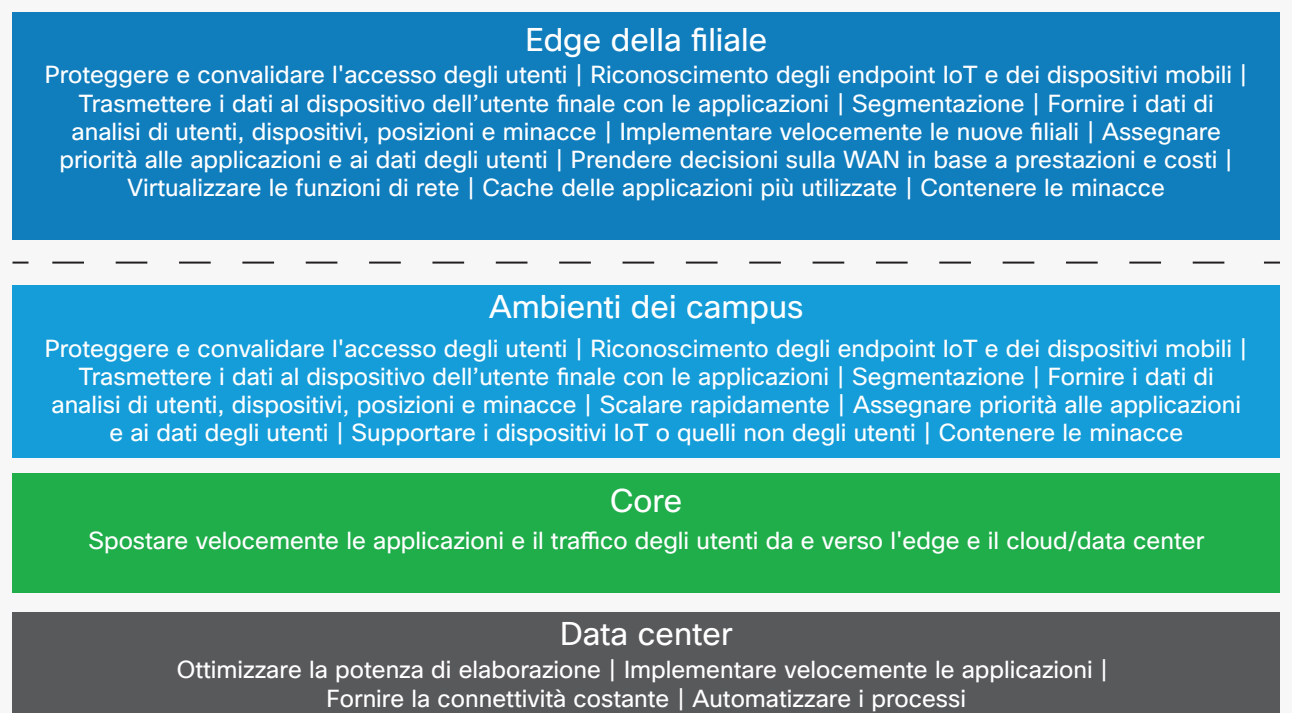 Edge della filiale
Proteggere e convalidare l'accesso degli utenti | Riconoscimento degli endpoint IoT e dei dispositivi mobili |
Trasmettere i dati al dispositivo dell’utente finale con le applicazioni | Segmentazione | Fornire i dati di
analisi di utenti, dispositivi, posizioni e minacce | Implementare velocemente le nuove filiali | Assegnare
priorità alle applicazioni e ai dati degli utenti | Prendere decisioni sulla WAN in base a prestazioni e costi |
Virtualizzare le funzioni di rete | Cache delle applicazioni più utilizzate | Contenere le minacce
Ambienti dei campus
Proteggere e convalidare l'accesso degli utenti | Riconoscimento degli endpoint IoT e dei dispositivi mobili |
Trasmettere i dati al dispositivo dell’utente finale con le applicazioni | Segmentazione | Fornire i dati di
analisi di utenti, dispositivi, posizioni e minacce | Scalare rapidamente | Assegnare priorità alle applicazioni
e ai dati degli utenti | Supportare i dispositivi IoT o quelli non degli utenti | Contenere le minacce
Core
Spostare velocemente le applicazioni e il traffico degli utenti da e verso l'edge e il cloud/data center
Data center
Ottimizzare la potenza di elaborazione | Implementare velocemente le applicazioni |
Fornire la connettività costante | Automatizzare i processi